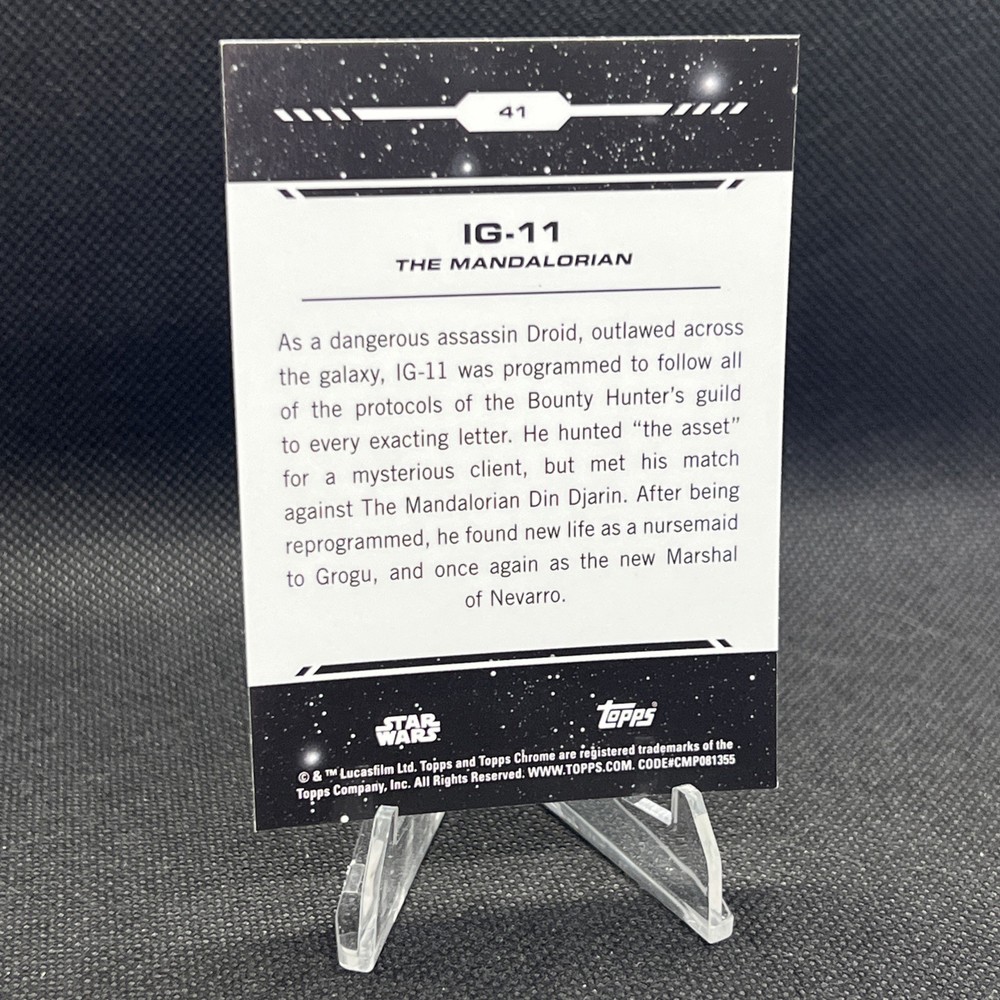 41
IG-11
THE MANDALORIAN
As a dangerous assassin Droid, outlawed across
the galaxy, IG-11 was programmed to follow all
of the protocols of the Bounty Hunter's guild
to every exacting letter. He hunted “the asset”
for a mysterious client, but met his match
against The Mandalorian Din Djarin. After being
reprogrammed, he found new life as a nursemaid
to Grogu, and once again as the new Marshal
of Nevarro.
STAR WARS
topps
© & ™ Lucasfilm Ltd. Topps and Topps Chrome are registered trademarks of the
Topps Company, Inc. All Rights Reserved. WWW.TOPPS.COM. CODE#CMP081355